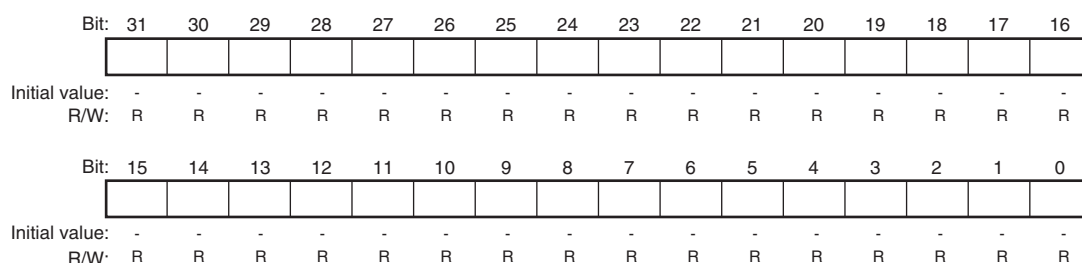 Bit: 31 30 29 28 27 26 25 24 23 22 21 20 19 18 17 16
Initial value: - - - - - - - - - - - - - - - -
R/W: R R R R R R R R R R R R R R R R
Bit: 15 14 13 12 11 10 9 8 7 6 5 4 3 2 1 0
Initial value: - - - - - - - - - - - - - - - -
R/W: R R R R R R R R R R R R R R R R